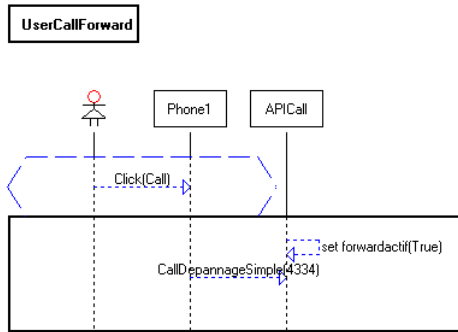 UserCallForward
Phone1
APICall
Click(Call)
set forwardactif(True)
CallDepannageSimple(4334)